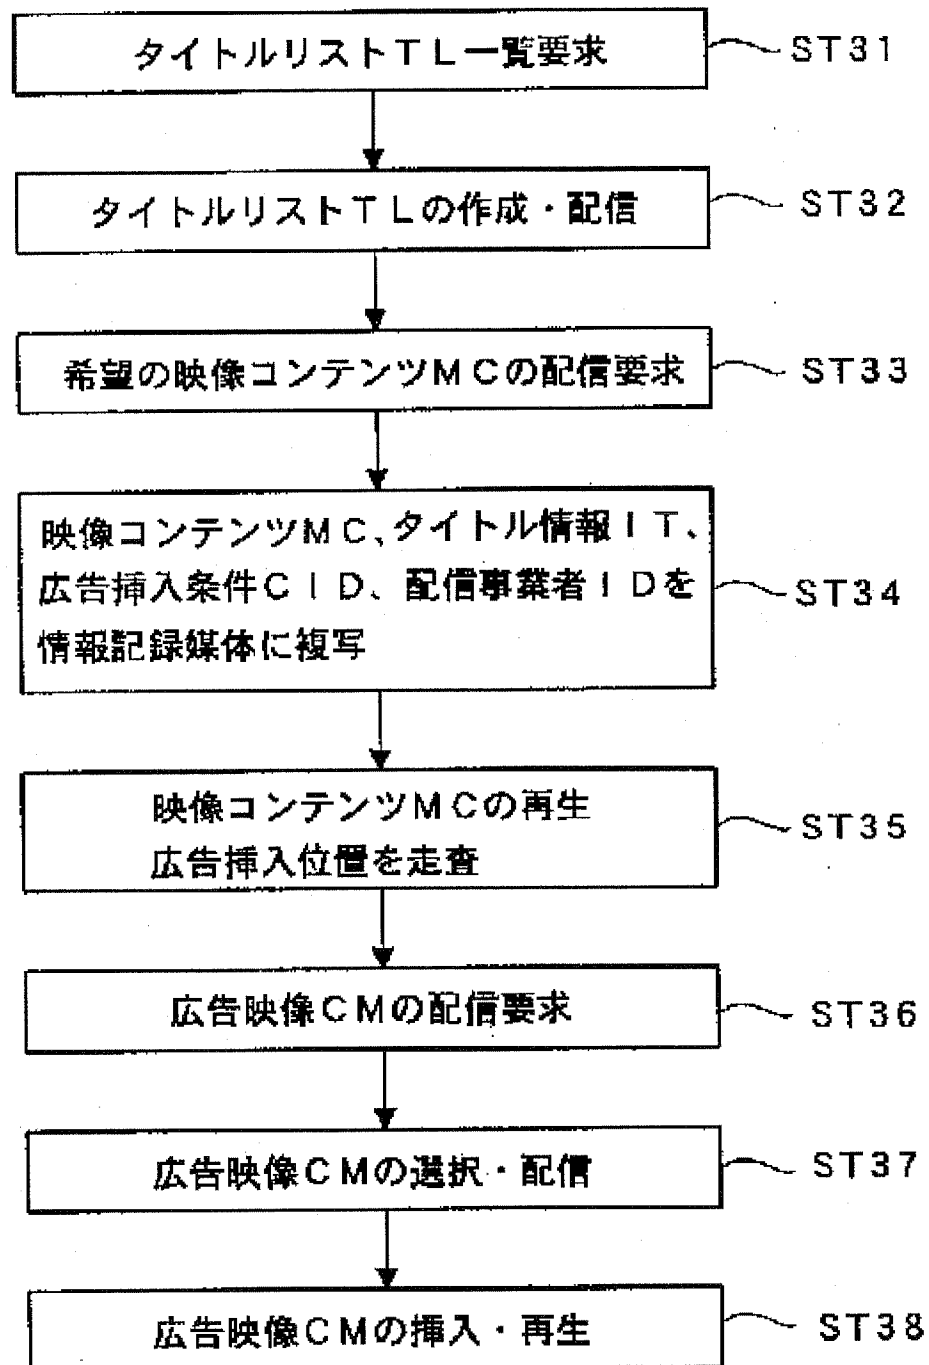 タイトルリストTL一覧要求 ST31
タイトルリストTLの作成・配信 ST32
希望の映像コンテンツMCの配信要求 ST33
映像コンテンツMC、タイトル情報IT、
広告挿入条件CID、配信事業者IDを ST34
情報記録媒体に複写
映像コンテンツMCの再生
広告挿入位置を走査 ST35
広告映像CMの配信要求 ST36
広告映像CMの選択・配信 ST37
広告映像CMの挿入・再生 ST38